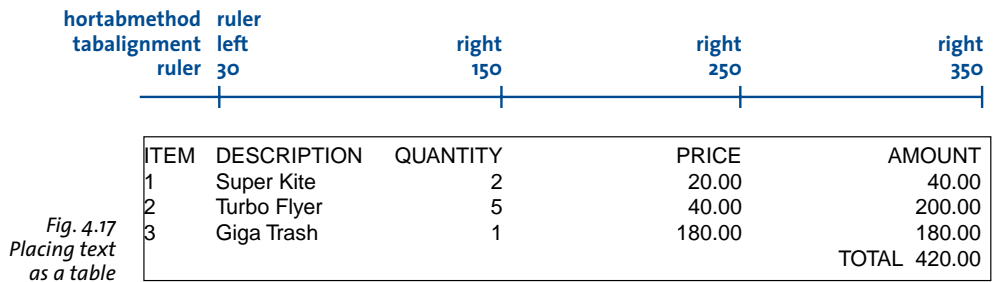 hortabmethod ruler
tabalignment left right right right
ruler 30 150 250 350
ITEM DESCRIPTION QUANTITY PRICE AMOUNT
1 Super Kite 2 20.00 40.00
2 Turbo Flyer 5 40.00 200.00
3 Giga Trash 1 180.00 180.00
TOTAL 420.00
Fig. 4.17
Placing text
as a table